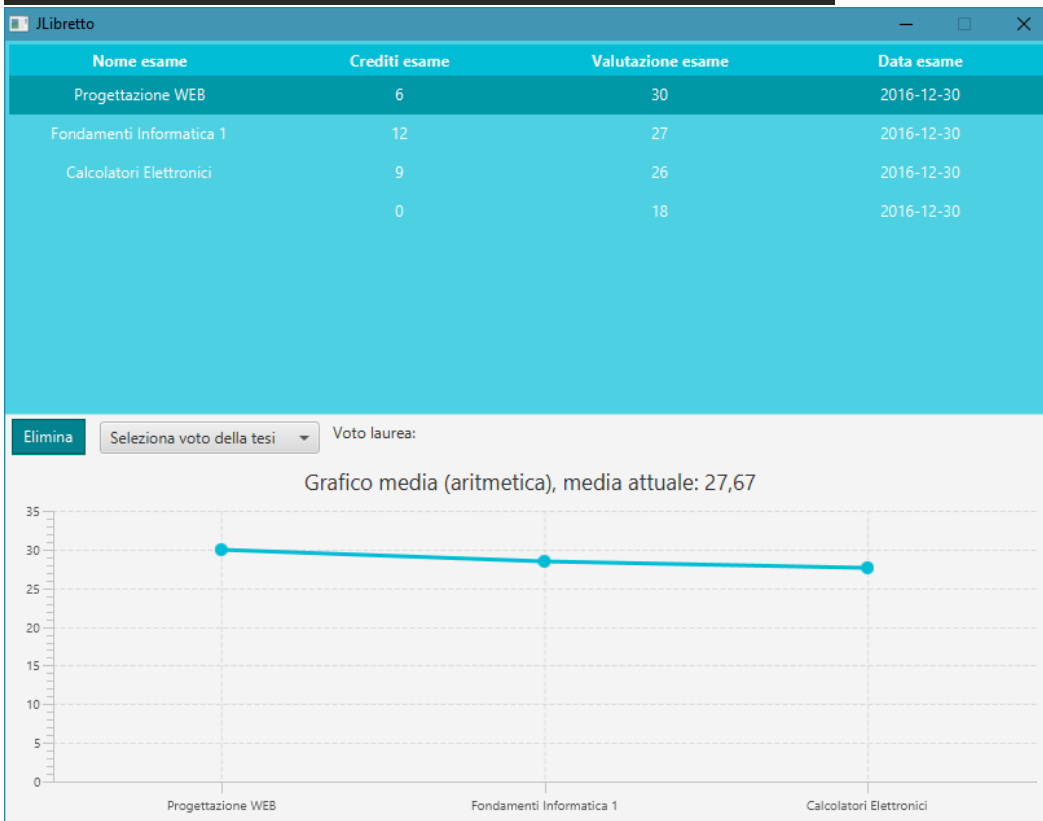 JLibretto
Nome esame Crediti esame Valutazione esame Data esame
Progettazione WEB 6 30 2016-12-30
Fondamenti Informatica 1 12 27 2016-12-30
Calcolatori Elettronici 9 26 2016-12-30
0 18 2016-12-30
Elimina Seleziona voto della tesi Voto laurea:
Grafico media (aritmetica), media attuale: 27,67
35
30
25
20
15
10
5
0
Progettazione WEB Fondamenti Informatica 1 Calcolatori Elettronici